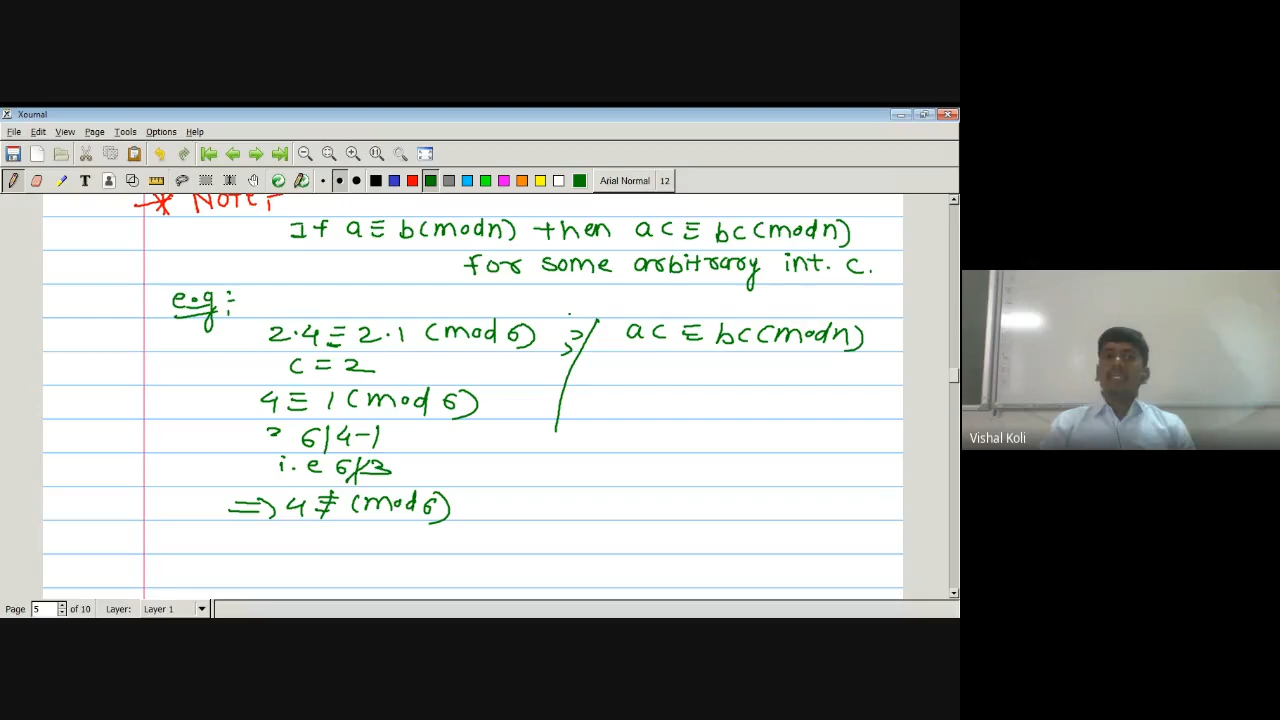 Xournal
File Edit View Page Tools Options Help
Arial Normal 12
* Note :-
If a ≡ b (mod n) then ac ≡ bc (mod n)
for some arbitrary int. c.
e.g :
2·4 ≡ 2·1 (mod 6) ; ac ≡ bc (mod n)
c = 2
4 ≡ 1 (mod 6)
? 6|4-1
i.e 6∤3
⟹ 4 ≢ (mod 6)
Vishal Koli
Page 5 of 10 Layer: Layer 1